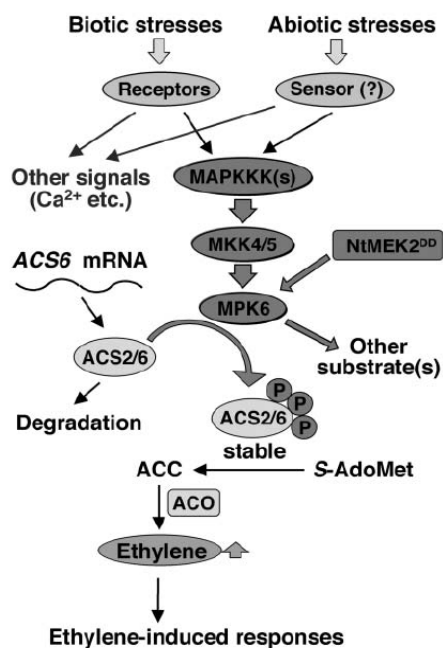 Biotic stresses
Abiotic stresses
Receptors
Sensor (?)
Other signals
(Ca²⁺ etc.)
MAPKKK(s)
MKK4/5
NtMEK2ᴰᴰ
ACS6 mRNA
MPK6
ACS2/6
Other
substrate(s)
Degradation
P
P
P
ACS2/6
stable
ACC
S-AdoMet
ACO
Ethylene
Ethylene-induced responses